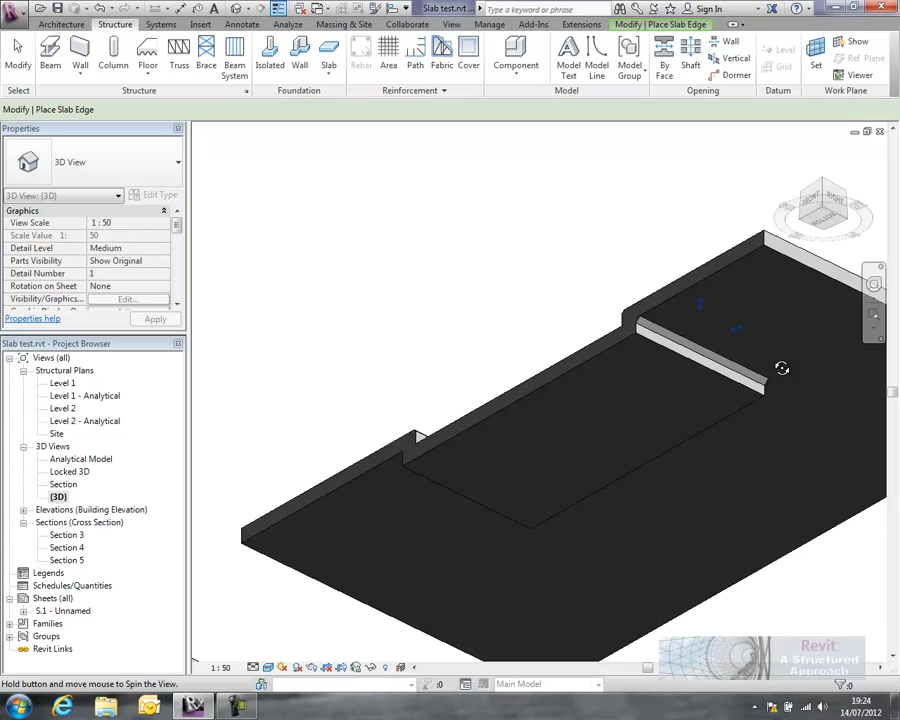 Slab test.rvt
Type a keyword or phrase
Sign In
Architecture Structure Systems Insert Annotate Analyze Massing & Site Collaborate View Manage Add-Ins Extensions Modify | Place Slab Edge
Modify Beam Wall Column Floor Truss Brace Beam System Isolated Wall Slab Rebar Area Path Fabric Cover Component Model Text Model Line Model Group By Face Shaft Wall Vertical Dormer Level Grid Set Show Ref Plane Viewer
Select Structure Foundation Reinforcement Model Opening Datum Work Plane
Modify | Place Slab Edge
Properties
3D View
3D View: (3D) Edit Type
Graphics
View Scale 1 : 50
Scale Value 1: 50
Detail Level Medium
Parts Visibility Show Original
Detail Number 1
Rotation on Sheet None
Visibility/Graphics... Edit...
Properties help Apply
Slab test.rvt - Project Browser
Views (all)
Structural Plans
Level 1
Level 1 - Analytical
Level 2
Level 2 - Analytical
Site
3D Views
Analytical Model
Locked 3D
Section
{3D}
Elevations (Building Elevation)
Sections (Cross Section)
Section 3
Section 4
Section 5
Legends
Schedules/Quantities
Sheets (all)
S.1 - Unnamed
Families
Groups
Revit Links
FRONT RIGHT
Revit
A Structured
Approach
1 : 50
Hold button and move mouse to Spin the View.
:0 Main Model :0
19:24
14/07/2012